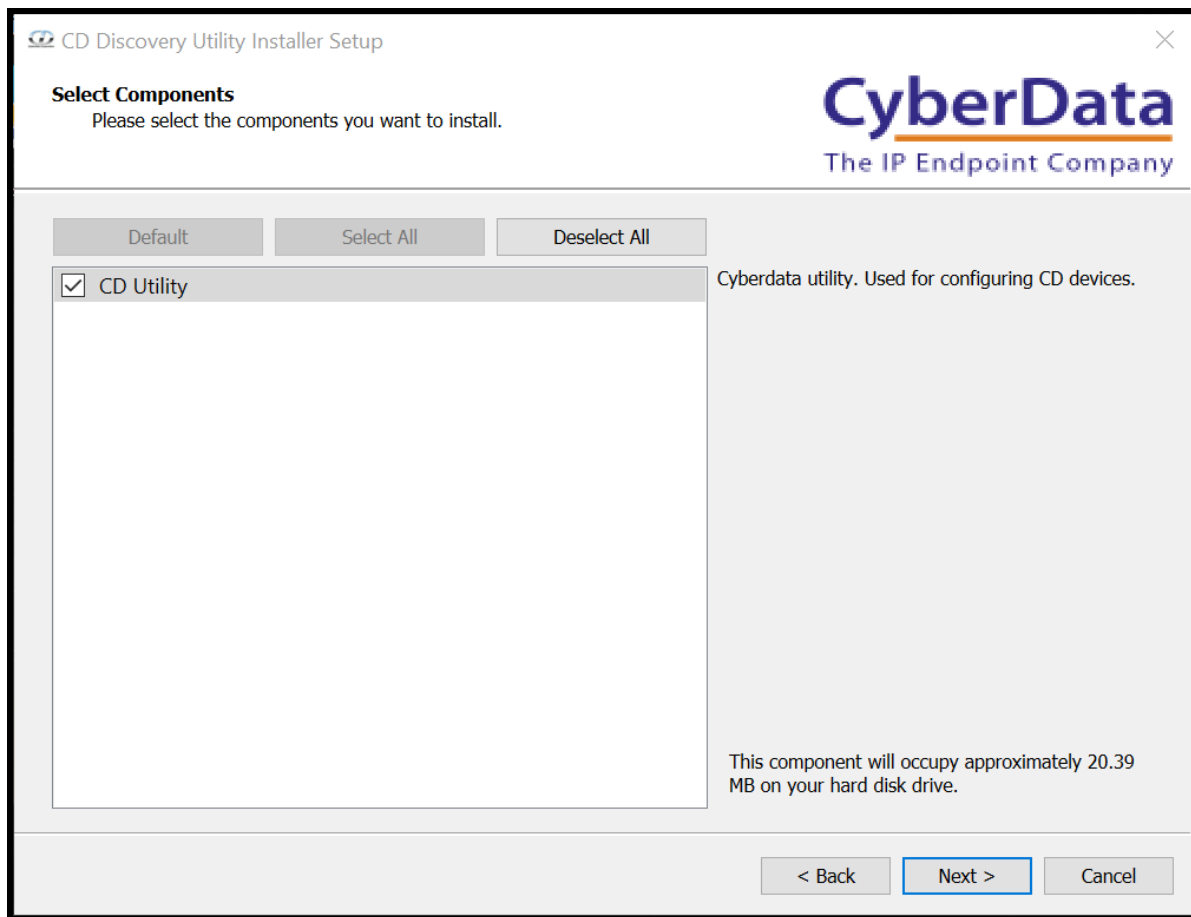 CD Discovery Utility Installer Setup
Select Components
Please select the components you want to install.
CyberData
The IP Endpoint Company
Default
Select All
Deselect All
CD Utility
Cyberdata utility. Used for configuring CD devices.
This component will occupy approximately 20.39
MB on your hard disk drive.
< Back
Next >
Cancel